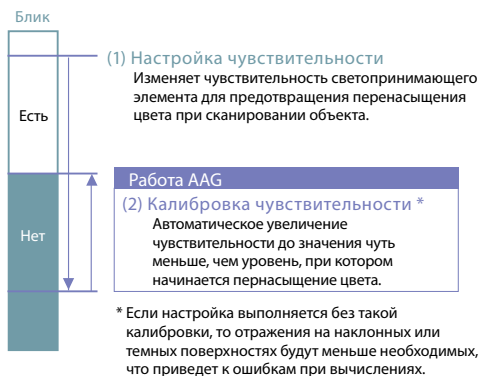 Блик
(1) Настройка чувствительности
Изменяет чувствительность светопринимающего
элемента для предотвращения перенасыщения
цвета при сканировании объекта.
Есть
Работа AAG
(2) Калибровка чувствительности *
Автоматическое увеличение
чувствительности до значения чуть
меньше, чем уровень, при котором
начинается пернасыщение цвета.
Нет
* Если настройка выполняется без такой
калибровки, то отражения на наклонных или
темных поверхностях будут меньше необходимых,
что приведет к ошибкам при вычислениях.